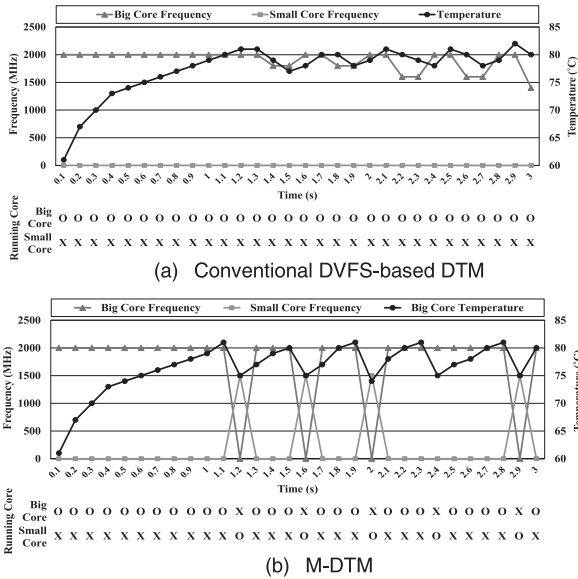 Big Core Frequency Small Core Frequency Temperature
2500 2000 1500 1000 500 0
Frequency (MHz)
85 80 75 70 65 60
Temperature (°C)
0.1 0.2 0.3 0.4 0.5 0.6 0.7 0.8 0.9 1 1.1 1.2 1.3 1.4 1.5 1.6 1.7 1.8 1.9 2 2.1 2.2 2.3 2.4 2.5 2.6 2.7 2.8 2.9 3
Time (s)
Running Core
Big Core O O O O O O O O O O O O O O O O O O O O O O O O O O O O O O
Small Core X X X X X X X X X X X X X X X X X X X X X X X X X X X X X X
(a) Conventional DVFS-based DTM
Big Core Frequency Small Core Frequency Big Core Temperature
2500 2000 1500 1000 500 0
Frequency (MHz)
85 80 75 70 65 60
Temperature (°C)
0.1 0.2 0.3 0.4 0.5 0.6 0.7 0.8 0.9 1 1.1 1.2 1.3 1.4 1.5 1.6 1.7 1.8 1.9 2 2.1 2.2 2.3 2.4 2.5 2.6 2.7 2.8 2.9 3
Time (s)
Running Core
Big Core O O O O O O O O O O O X O O O X O O O X O O O X O O O O X O
Small Core X X X X X X X X X X X O X X X O X X X O X X X O X X X X O X
(b) M-DTM